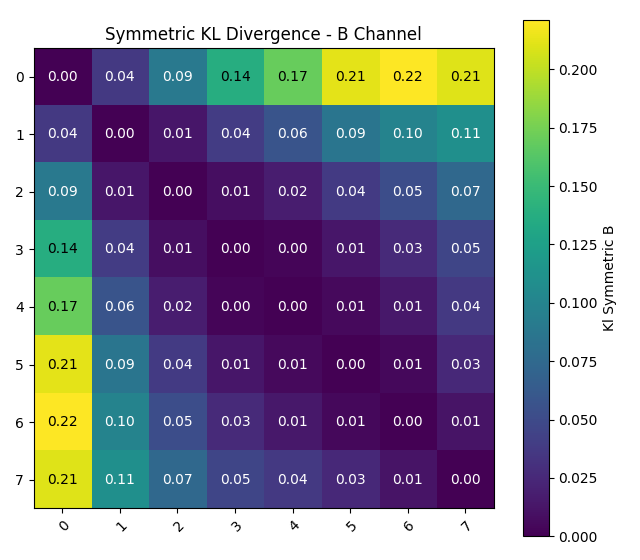 Symmetric KL Divergence - B Channel
0 0.00 0.04 0.09 0.14 0.17 0.21 0.22 0.21
1 0.04 0.00 0.01 0.04 0.06 0.09 0.10 0.11
2 0.09 0.01 0.00 0.01 0.02 0.04 0.05 0.07
3 0.14 0.04 0.01 0.00 0.00 0.01 0.03 0.05
4 0.17 0.06 0.02 0.00 0.00 0.01 0.01 0.04
5 0.21 0.09 0.04 0.01 0.01 0.00 0.01 0.03
6 0.22 0.10 0.05 0.03 0.01 0.01 0.00 0.01
7 0.21 0.11 0.07 0.05 0.04 0.03 0.01 0.00
0 1 2 3 4 5 6 7
0.200
0.175
0.150
0.125
0.100
0.075
0.050
0.025
0.000
Kl Symmetric B